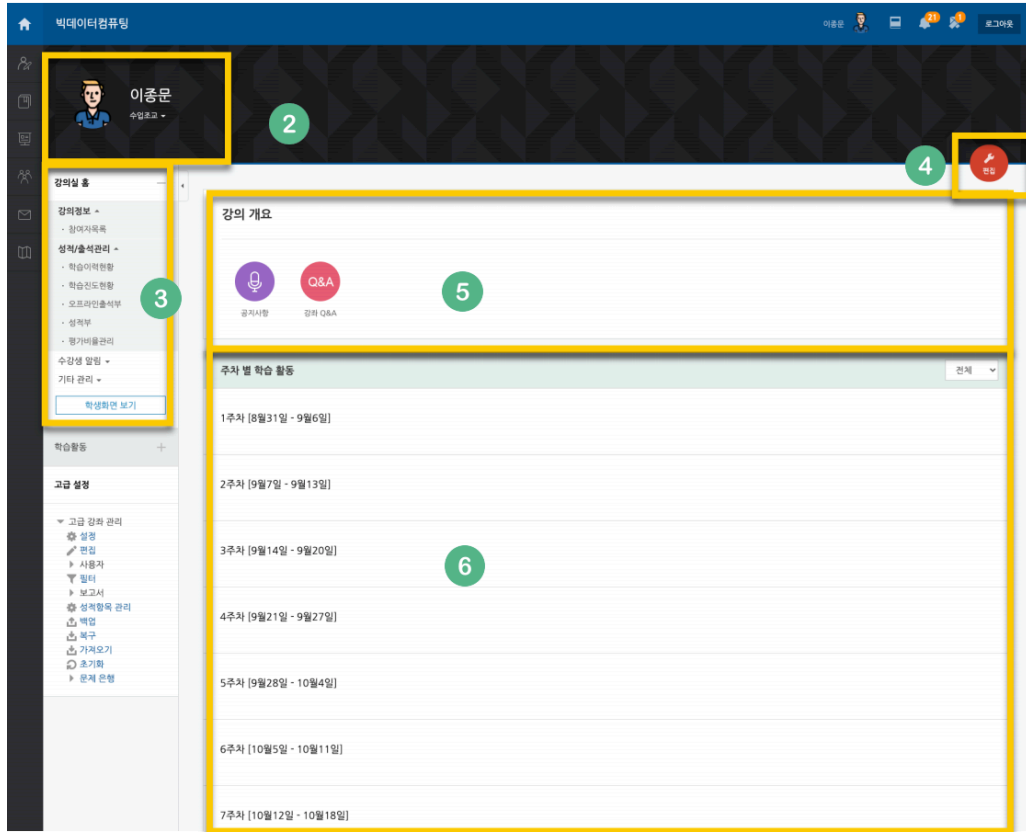 빅데이터컴퓨팅
이종문
21
1
로그아웃
이종문
수업조교
2
4
편집
강의실 홈
강의정보
· 참여자목록
성적/출석관리
· 학습이력현황
· 학습진도현황
· 오프라인출석부
· 성적부
· 평가비율관리
수강생 알림
기타 관리
학생화면 보기
3
학습활동
고급 설정
고급 강좌 관리
설정
편집
사용자
필터
보고서
성적항목 관리
백업
복구
가져오기
초기화
문제 은행
강의 개요
Q&A
공지사항
강좌 Q&A
5
주차 별 학습 활동
전체
1주차 [8월31일 - 9월6일]
2주차 [9월7일 - 9월13일]
3주차 [9월14일 - 9월20일]
6
4주차 [9월21일 - 9월27일]
5주차 [9월28일 - 10월4일]
6주차 [10월5일 - 10월11일]
7주차 [10월12일 - 10월18일]